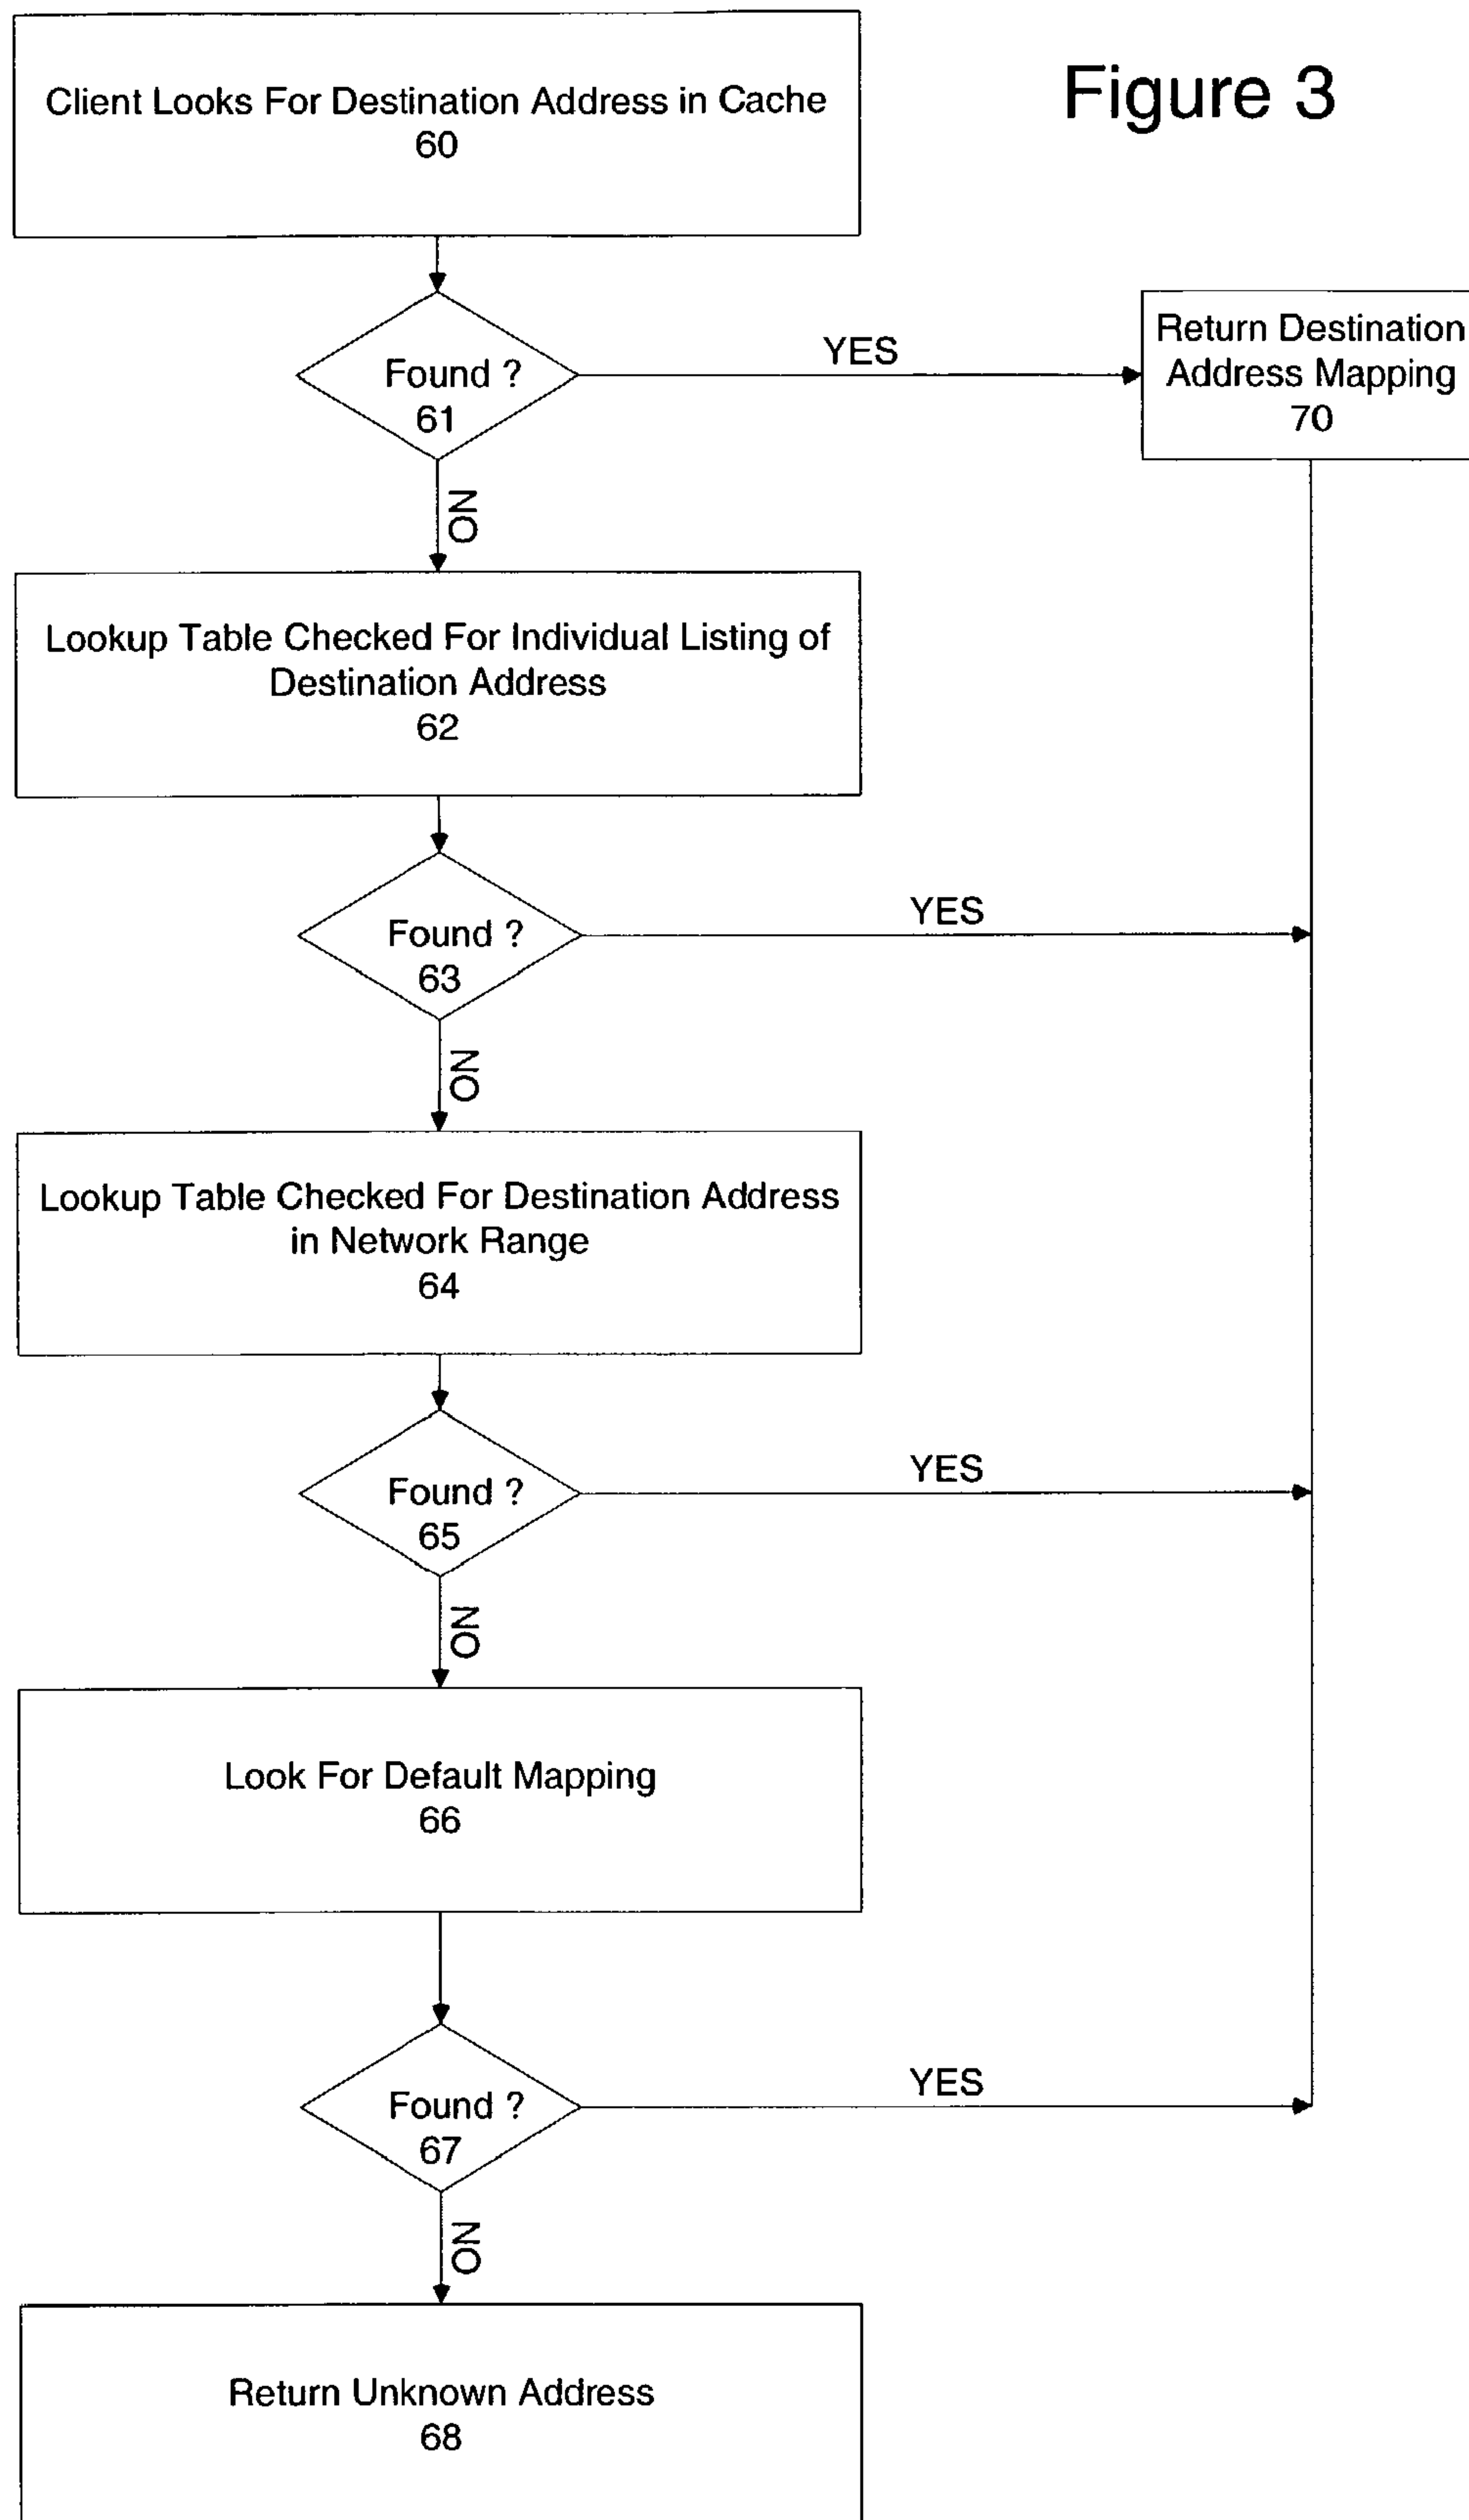 Figure 3
Client Looks For Destination Address in Cache
60
Found ?
61
YES
Return Destination
Address Mapping
70
NO
Lookup Table Checked For Individual Listing of
Destination Address
62
Found ?
63
YES
NO
Lookup Table Checked For Destination Address
in Network Range
64
Found ?
65
YES
NO
Look For Default Mapping
66
Found ?
67
YES
NO
Return Unknown Address
68